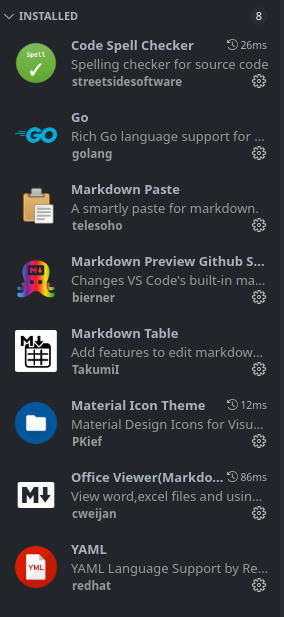 INSTALLED 8
Spell
Code Spell Checker 26ms
Spelling checker for source code
streetsidesoftware
GO
Go
Rich Go language support for ...
golang
Markdown Paste
A smartly paste for markdown.
telesoho
M↓
Markdown Preview Github S...
Changes VS Code's built-in ma...
bierner
M↓
Markdown Table
Add features to edit markdow...
TakumiI
Material Icon Theme 12ms
Material Design Icons for Visu...
PKief
M↓
Office Viewer(Markdo... 86ms
View word,excel files and usin...
cweijan
YML
YAML
YAML Language Support by Re...
redhat